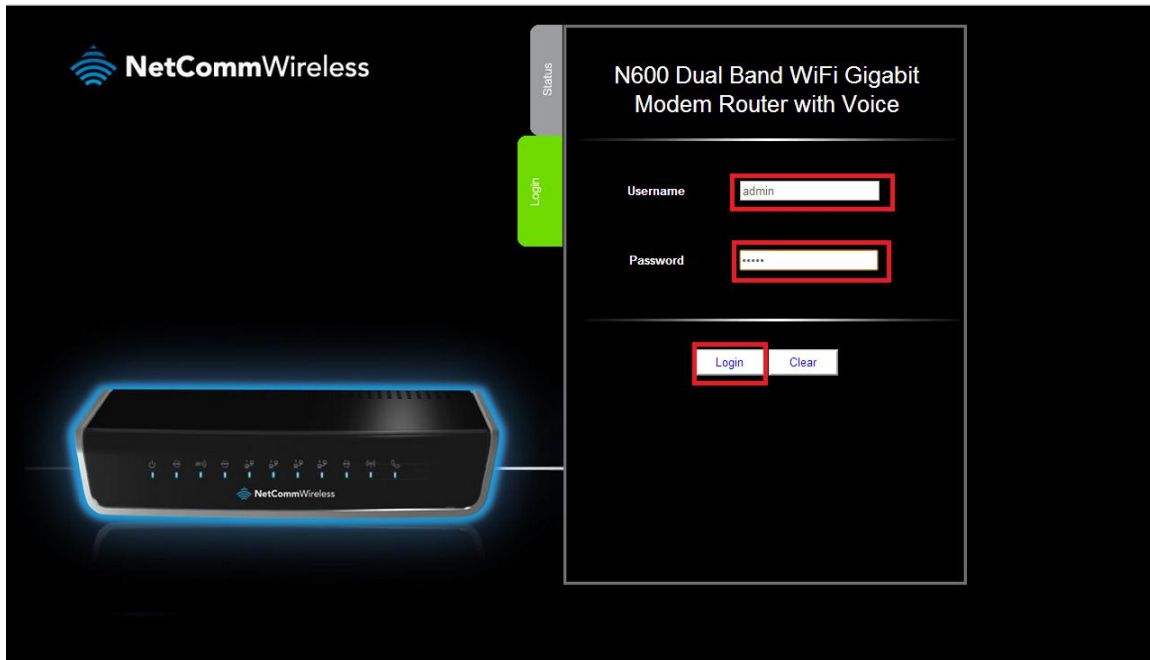 NetCommWireless
Status
Login
N600 Dual Band WiFi Gigabit
Modem Router with Voice
Username
admin
Password
•••••
Login
Clear
NetCommWireless